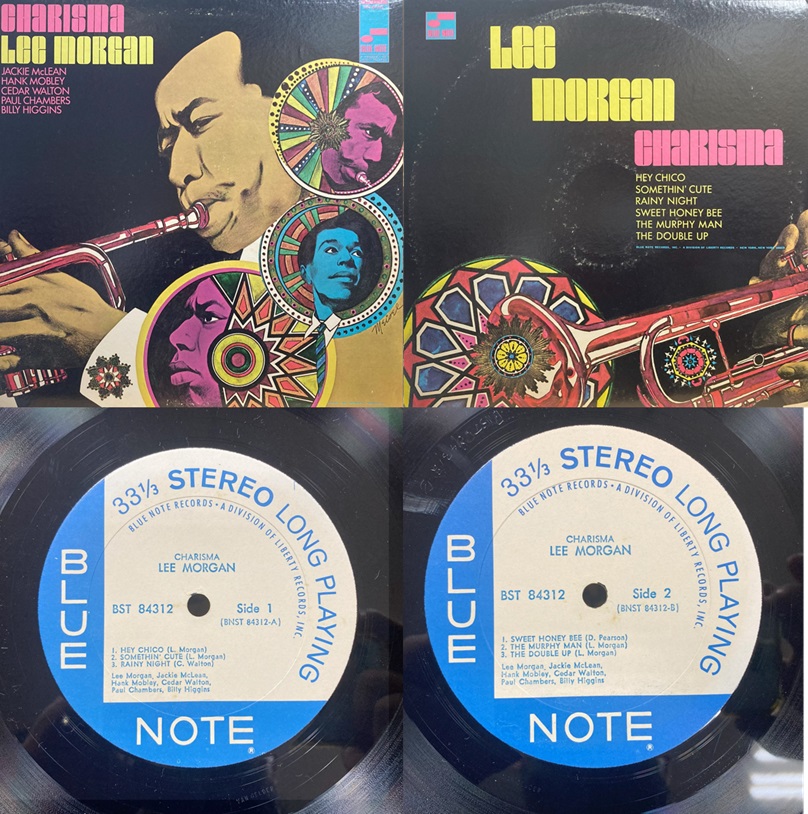 CHARISMA
LEE MORGAN
JACKIE McLEAN
HANK MOBLEY
CEDAR WALTON
PAUL CHAMBERS
BILLY HIGGINS
LEE
MORGAN
CHARISMA
HEY CHICO
SOMETHIN' CUTE
RAINY NIGHT
SWEET HONEY BEE
THE MURPHY MAN
THE DOUBLE UP
33 1/3 STEREO LONG PLAYING
BLUE NOTE RECORDS • A DIVISION OF LIBERTY RECORDS, INC.
CHARISMA
LEE MORGAN
BST 84312 Side 1
(BNST 84312-A)
1. HEY CHICO (L. Morgan)
2. SOMETHIN' CUTE (L. Morgan)
3. RAINY NIGHT (C. Walton)
Lee Morgan, Jackie McLean,
Hank Mobley, Cedar Walton,
Paul Chambers, Billy Higgins
BLUE
NOTE ®
33 1/3 STEREO LONG PLAYING
BLUE NOTE RECORDS • A DIVISION OF LIBERTY RECORDS, INC.
CHARISMA
LEE MORGAN
BST 84312 Side 2
(BNST 84312-B)
1. SWEET HONEY BEE (D. Pearson)
2. THE MURPHY MAN (L. Morgan)
3. THE DOUBLE UP (L. Morgan)
Lee Morgan, Jackie McLean,
Hank Mobley, Cedar Walton,
Paul Chambers, Billy Higgins
BLUE
NOTE ®